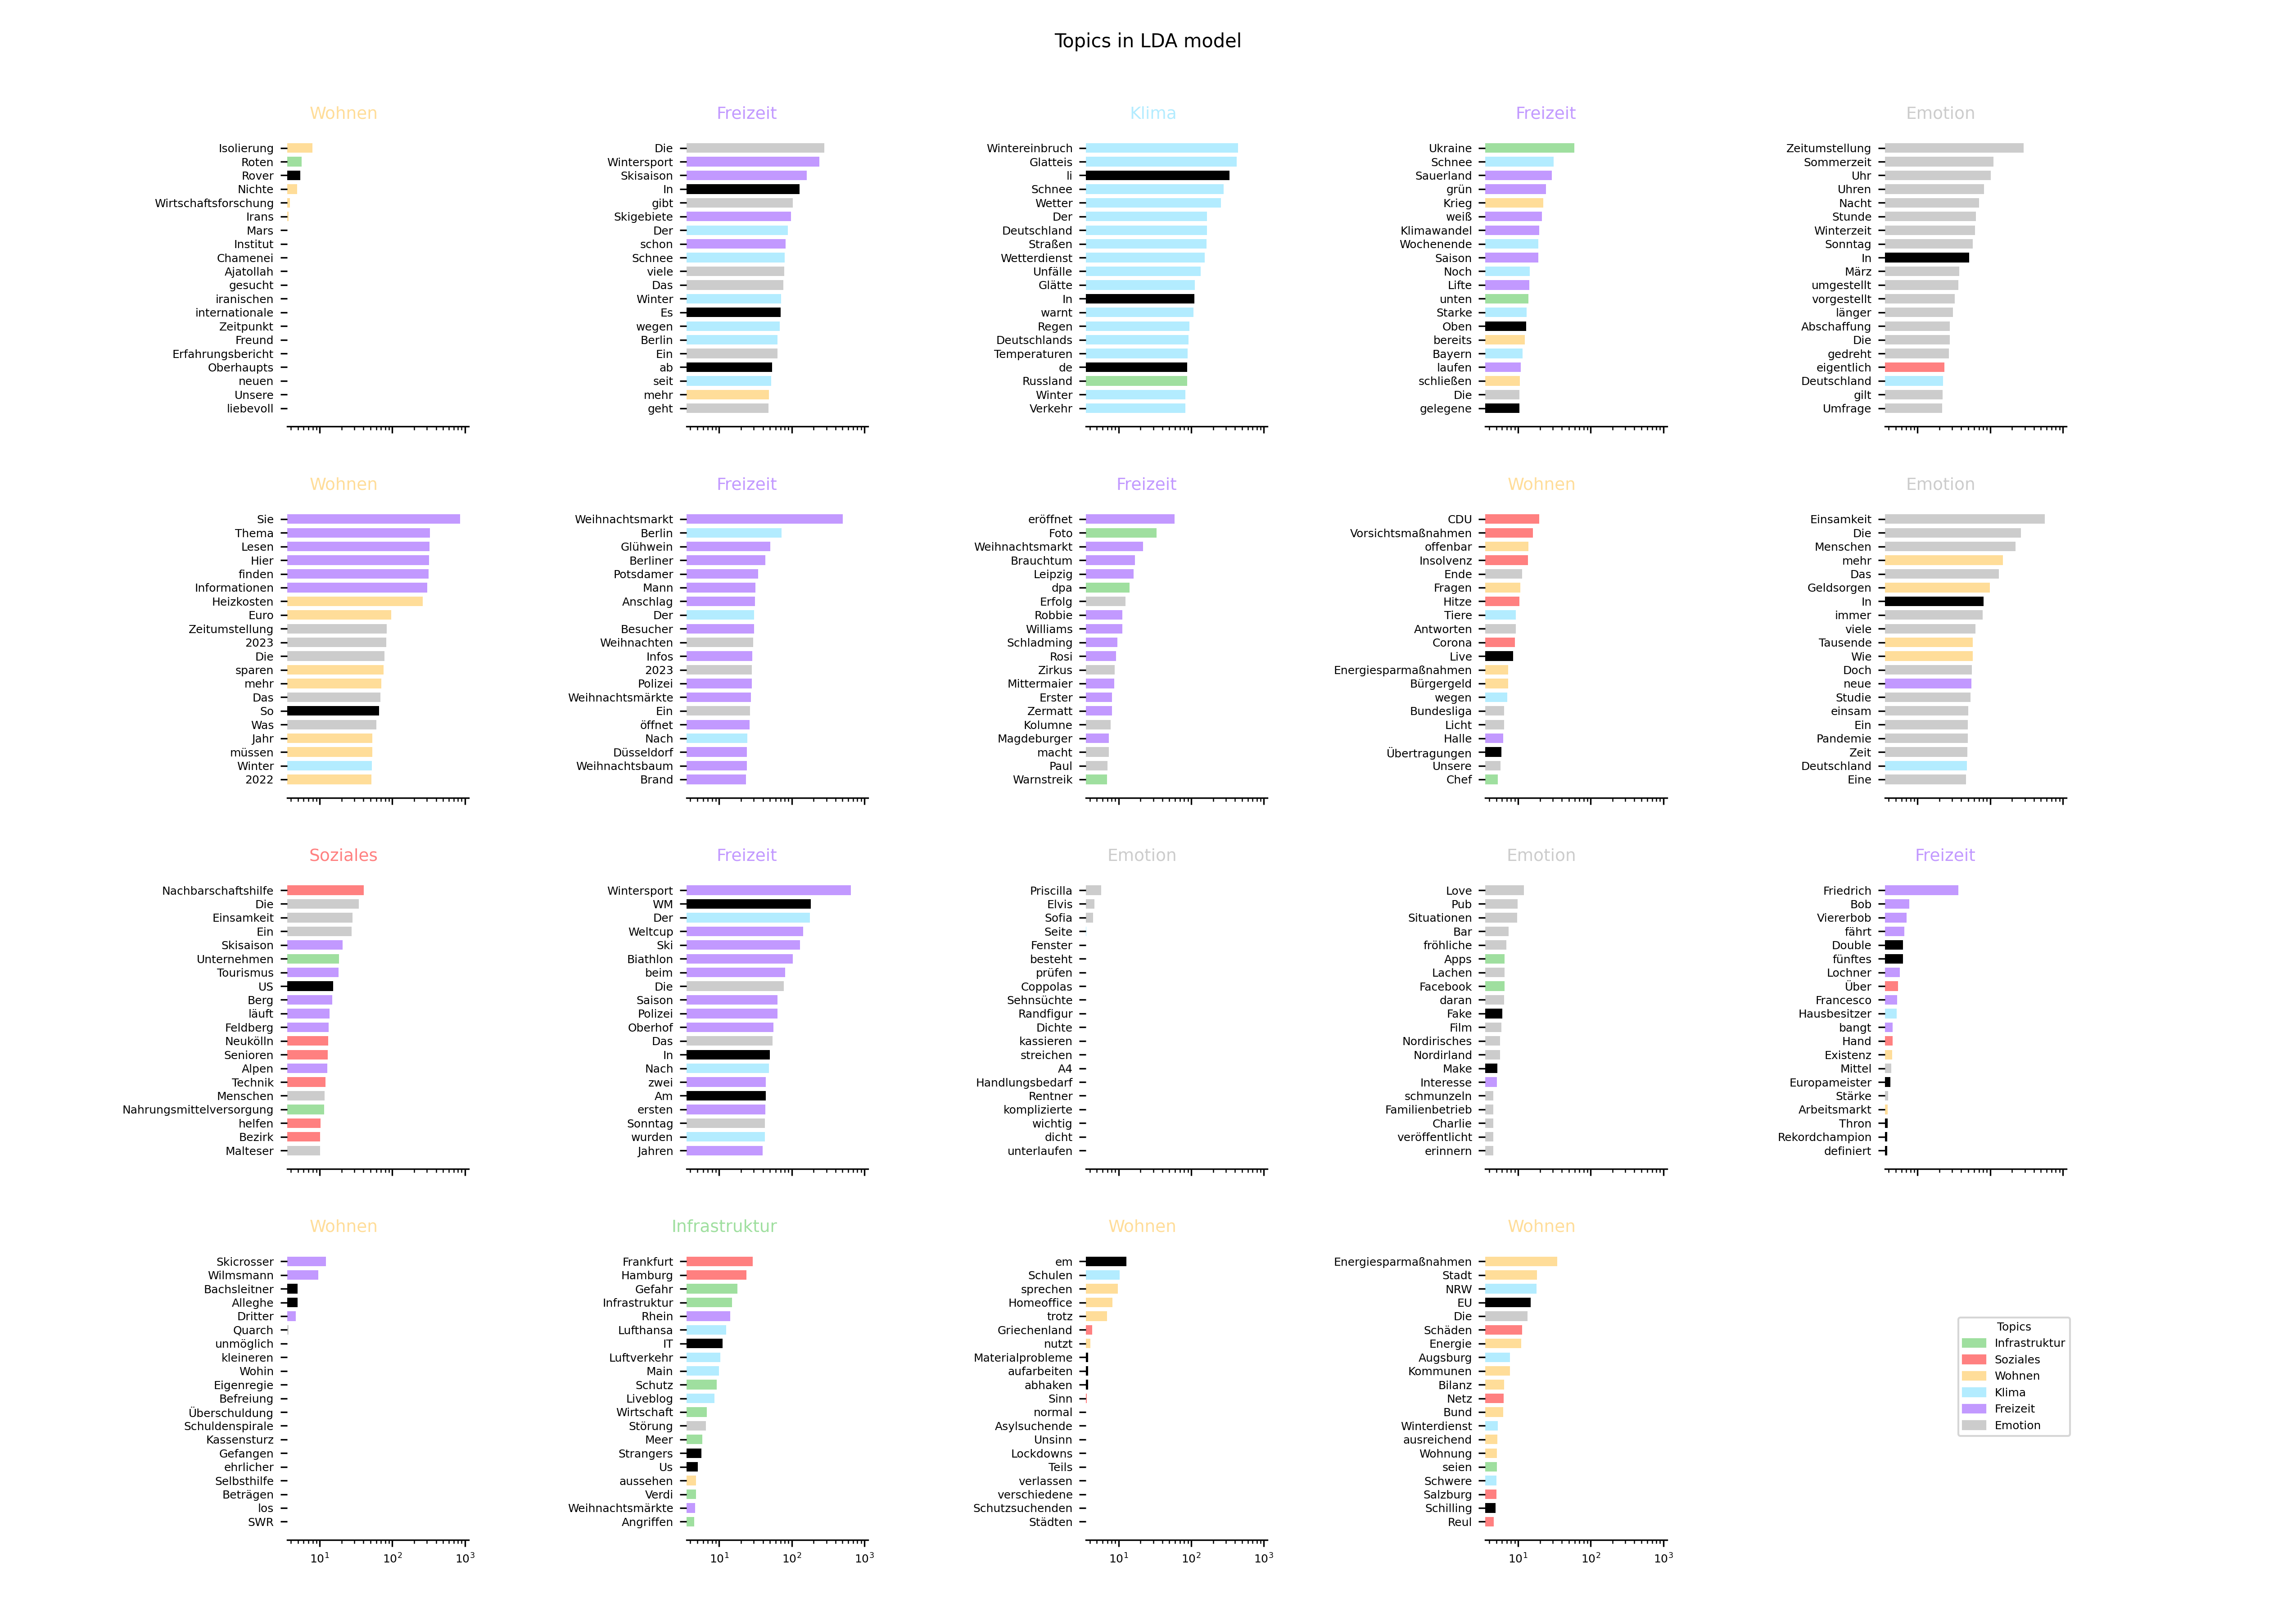 Topics in LDA model
Wohnen
Isolierung
Roten
Rover
Nichte
Wirtschaftsforschung
Irans
Mars
Institut
Chamenei
Ajatollah
gesucht
iranischen
internationale
Zeitpunkt
Freund
Erfahrungsbericht
Oberhaupts
neuen
Unsere
liebevoll
Freizeit
Die
Wintersport
Skisaison
In
gibt
Skigebiete
Der
schon
Schnee
viele
Das
Winter
Es
wegen
Berlin
Ein
ab
seit
mehr
geht
Klima
Wintereinbruch
Glatteis
li
Schnee
Wetter
Der
Deutschland
Straßen
Wetterdienst
Unfälle
Glätte
In
warnt
Regen
Deutschlands
Temperaturen
de
Russland
Winter
Verkehr
Freizeit
Ukraine
Schnee
Sauerland
grün
Krieg
weiß
Klimawandel
Wochenende
Saison
Noch
Lifte
unten
Starke
Oben
bereits
Bayern
laufen
schließen
Die
gelegene
Emotion
Zeitumstellung
Sommerzeit
Uhr
Uhren
Nacht
Stunde
Winterzeit
Sonntag
In
März
umgestellt
vorgestellt
länger
Abschaffung
Die
gedreht
eigentlich
Deutschland
gilt
Umfrage
Wohnen
Sie
Thema
Lesen
Hier
finden
Informationen
Heizkosten
Euro
Zeitumstellung
2023
Die
sparen
mehr
Das
So
Was
Jahr
müssen
Winter
2022
Freizeit
Weihnachtsmarkt
Berlin
Glühwein
Berliner
Potsdamer
Mann
Anschlag
Der
Besucher
Weihnachten
Infos
2023
Polizei
Weihnachtsmärkte
Ein
öffnet
Nach
Düsseldorf
Weihnachtsbaum
Brand
Freizeit
eröffnet
Foto
Weihnachtsmarkt
Brauchtum
Leipzig
dpa
Erfolg
Robbie
Williams
Schladming
Rosi
Zirkus
Mittermaier
Erster
Zermatt
Kolumne
Magdeburger
macht
Paul
Warnstreik
Wohnen
CDU
Vorsichtsmaßnahmen
offenbar
Insolvenz
Ende
Fragen
Hitze
Tiere
Antworten
Corona
Live
Energiesparmaßnahmen
Bürgergeld
wegen
Bundesliga
Licht
Halle
Übertragungen
Unsere
Chef
Emotion
Einsamkeit
Die
Menschen
mehr
Das
Geldsorgen
In
immer
viele
Tausende
Wie
Doch
neue
Studie
einsam
Ein
Pandemie
Zeit
Deutschland
Eine
Soziales
Nachbarschaftshilfe
Die
Einsamkeit
Ein
Skisaison
Unternehmen
Tourismus
US
Berg
läuft
Feldberg
Neukölln
Senioren
Alpen
Technik
Menschen
Nahrungsmittelversorgung
helfen
Bezirk
Malteser
Freizeit
Wintersport
WM
Der
Weltcup
Ski
Biathlon
beim
Die
Saison
Polizei
Oberhof
Das
In
Nach
zwei
Am
ersten
Sonntag
wurden
Jahren
Emotion
Priscilla
Elvis
Sofia
Seite
Fenster
besteht
prüfen
Coppolas
Sehnsüchte
Randfigur
Dichte
kassieren
streichen
A4
Handlungsbedarf
Rentner
komplizierte
wichtig
dicht
unterlaufen
Emotion
Love
Pub
Situationen
Bar
fröhliche
Apps
Lachen
Facebook
daran
Fake
Film
Nordirisches
Nordirland
Make
Interesse
schmunzeln
Familienbetrieb
Charlie
veröffentlicht
erinnern
Freizeit
Friedrich
Bob
Viererbob
fährt
Double
fünftes
Lochner
Über
Francesco
Hausbesitzer
bangt
Hand
Existenz
Mittel
Europameister
Stärke
Arbeitsmarkt
Thron
Rekordchampion
definiert
Wohnen
Skicrosser
Wilmsmann
Bachsleitner
Alleghe
Dritter
Quarch
unmöglich
kleineren
Wohin
Eigenregie
Befreiung
Überschuldung
Schuldenspirale
Kassensturz
Gefangen
ehrlicher
Selbsthilfe
Beträgen
los
SWR
10¹ 10² 10³
Infrastruktur
Frankfurt
Hamburg
Gefahr
Infrastruktur
Rhein
Lufthansa
IT
Luftverkehr
Main
Schutz
Liveblog
Wirtschaft
Störung
Meer
Strangers
Us
aussehen
Verdi
Weihnachtsmärkte
Angriffen
10¹ 10² 10³
Wohnen
em
Schulen
sprechen
Homeoffice
trotz
Griechenland
nutzt
Materialprobleme
aufarbeiten
abhaken
Sinn
normal
Asylsuchende
Unsinn
Lockdowns
Teils
verlassen
verschiedene
Schutzsuchenden
Städten
10¹ 10² 10³
Wohnen
Energiesparmaßnahmen
Stadt
NRW
EU
Die
Schäden
Energie
Augsburg
Kommunen
Bilanz
Netz
Bund
Winterdienst
ausreichend
Wohnung
seien
Schwere
Salzburg
Schilling
Reul
10¹ 10² 10³
Topics
Infrastruktur
Soziales
Wohnen
Klima
Freizeit
Emotion